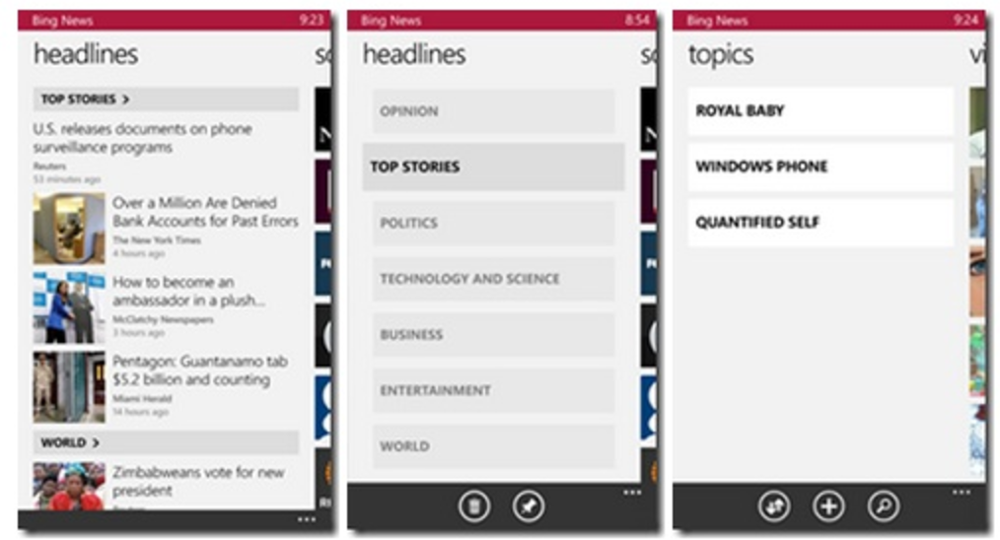 Bing News 9:23
headlines
TOP STORIES >
U.S. releases documents on phone
surveillance programs
Reuters
53 minutes ago
Over a Million Are Denied
Bank Accounts for Past Errors
The New York Times
4 hours ago
How to become an
ambassador in a plush...
McClatchy Newspapers
3 hours ago
Pentagon: Guantanamo tab
$5.2 billion and counting
Miami Herald
14 hours ago
WORLD >
Zimbabweans vote for new
president
Bing News 8:54
headlines
OPINION
TOP STORIES
POLITICS
TECHNOLOGY AND SCIENCE
BUSINESS
ENTERTAINMENT
WORLD
Bing News 9:24
topics
ROYAL BABY
WINDOWS PHONE
QUANTIFIED SELF